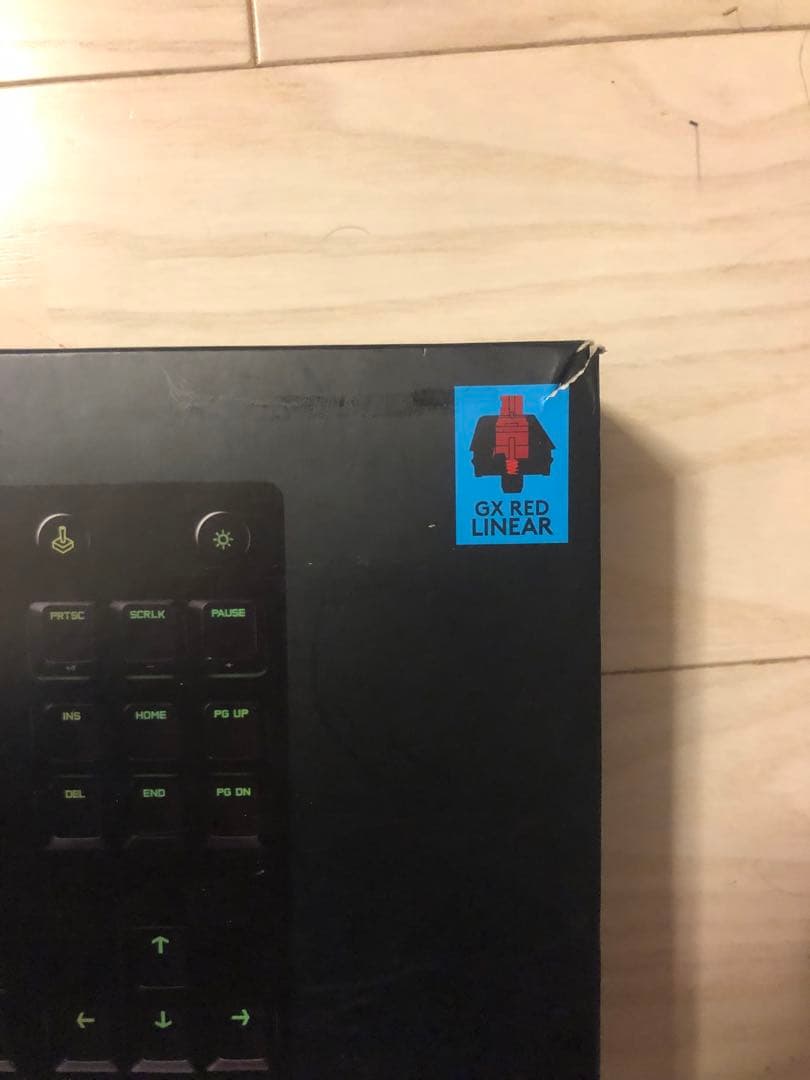 GX RED
LINEAR
PRTSC SCRLK PAUSE
INS HOME PG UP
DEL END PG DN
↑
← ↓ →